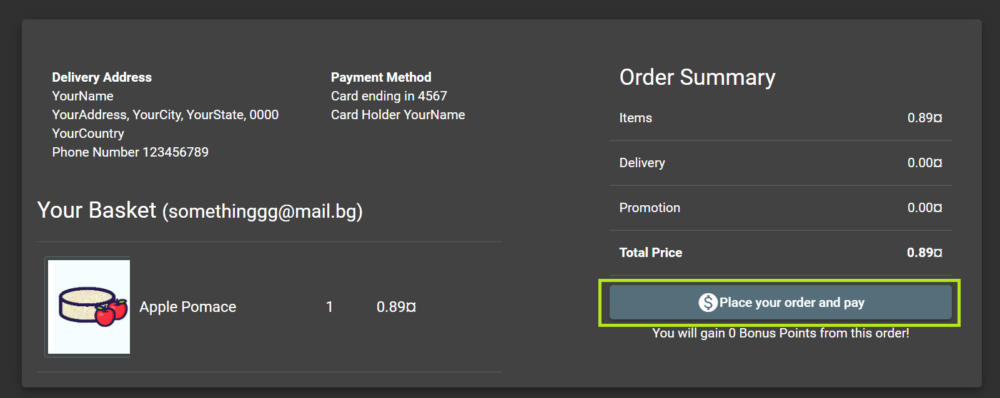 Delivery Address
YourName
YourAddress, YourCity, YourState, 0000
YourCountry
Phone Number 123456789
Payment Method
Card ending in 4567
Card Holder YourName
Your Basket (somethinggg@mail.bg)
Apple Pomace 1 0.89¤
Order Summary
Items 0.89¤
Delivery 0.00¤
Promotion 0.00¤
Total Price 0.89¤
$ Place your order and pay
You will gain 0 Bonus Points from this order!